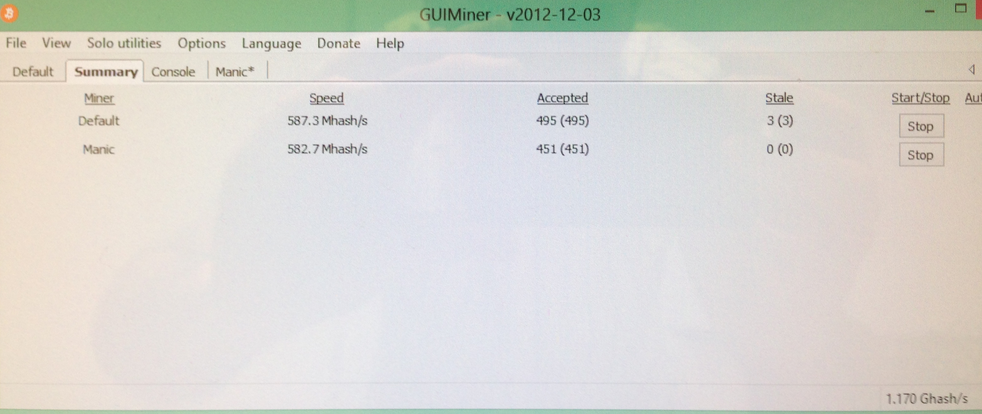 GUIMiner - v2012-12-03
File View Solo utilities Options Language Donate Help
Default Summary Console Manic*
Miner Speed Accepted Stale Start/Stop Aut
Default 587.3 Mhash/s 495 (495) 3 (3) Stop
Manic 582.7 Mhash/s 451 (451) 0 (0) Stop
1.170 Ghash/s